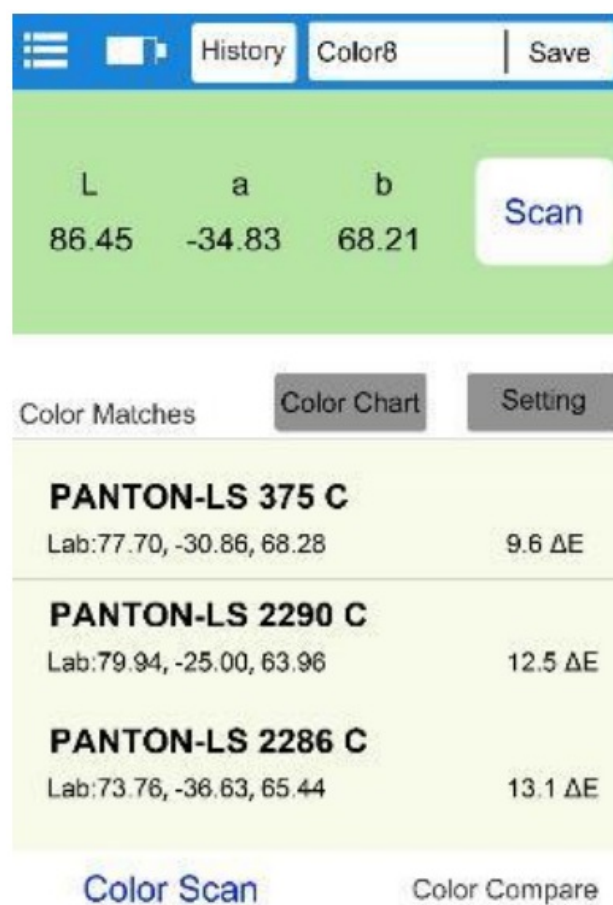 History Color8 Save
L a b
86.45 -34.83 68.21
Scan
Color Matches Color Chart Setting
PANTON-LS 375 C
Lab:77.70, -30.86, 68.28 9.6 ΔE
PANTON-LS 2290 C
Lab:79.94, -25.00, 63.96 12.5 ΔE
PANTON-LS 2286 C
Lab:73.76, -36.63, 65.44 13.1 ΔE
Color Scan Color Compare